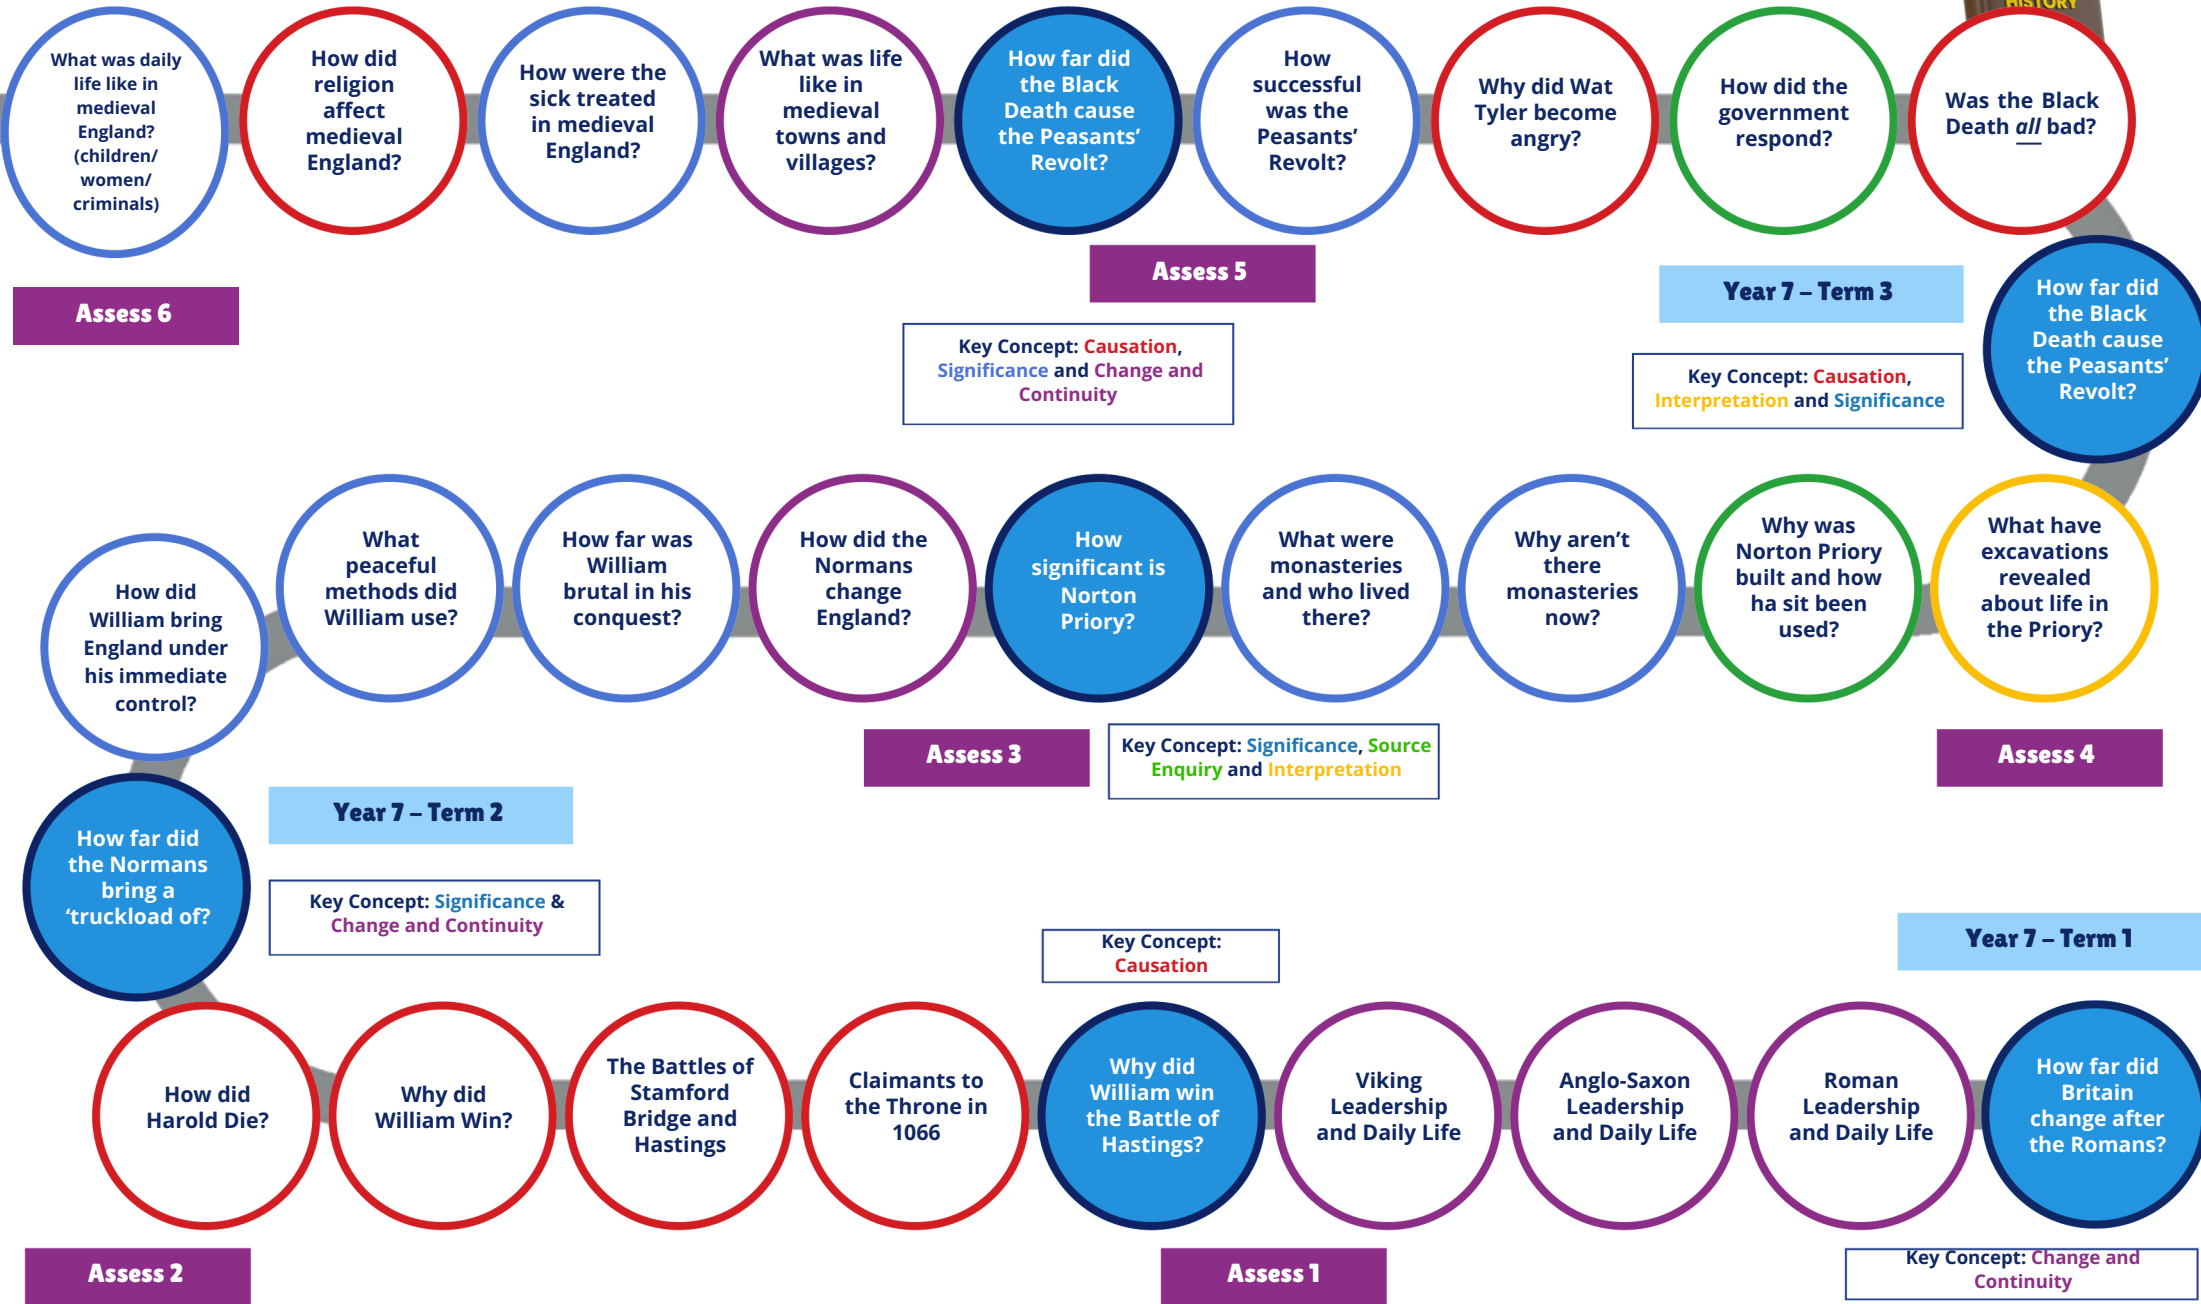 HISTORY
What was daily
life like in
medieval
England?
(children/
women/
criminals)
How did
religion
affect
medieval
England?
How were the
sick treated
in medieval
England?
What was life
like in
medieval
towns and
villages?
How far did
the Black
Death cause
the Peasants’
Revolt?
How
successful
was the
Peasants’
Revolt?
Why did Wat
Tyler become
angry?
How did the
government
respond?
Was the Black
Death all bad?
Assess 6
Assess 5
Year 7 – Term 3
Key Concept: Causation,
Significance and Change and
Continuity
Key Concept: Causation,
Interpretation and Significance
How far did
the Black
Death cause
the Peasants’
Revolt?
How did
William bring
England under
his immediate
control?
What
peaceful
methods did
William use?
How far was
William
brutal in his
conquest?
How did the
Normans
change
England?
How
significant is
Norton
Priory?
What were
monasteries
and who lived
there?
Why aren’t
there
monasteries
now?
Why was
Norton Priory
built and how
ha sit been
used?
What have
excavations
revealed
about life in
the Priory?
Assess 3
Key Concept: Significance, Source
Enquiry and Interpretation
Assess 4
How far did
the Normans
bring a
‘truckload of?
Year 7 – Term 2
Key Concept: Significance &
Change and Continuity
Key Concept:
Causation
Year 7 – Term 1
How did
Harold Die?
Why did
William Win?
The Battles of
Stamford
Bridge and
Hastings
Claimants to
the Throne in
1066
Why did
William win
the Battle of
Hastings?
Viking
Leadership
and Daily Life
Anglo-Saxon
Leadership
and Daily Life
Roman
Leadership
and Daily Life
How far did
Britain
change after
the Romans?
Assess 2
Assess 1
Key Concept: Change and
Continuity